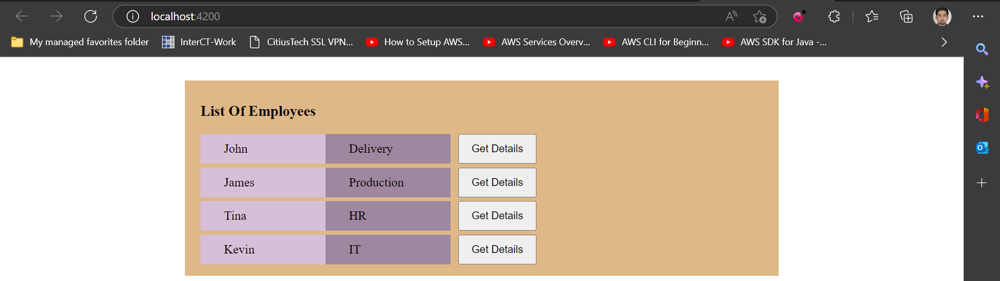 localhost:4200
My managed favorites folder InterCT-Work CitiusTech SSL VPN... How to Setup AWS... AWS Services Overv... AWS CLI for Beginn... AWS SDK for Java -...
List Of Employees
John Delivery Get Details
James Production Get Details
Tina HR Get Details
Kevin IT Get Details